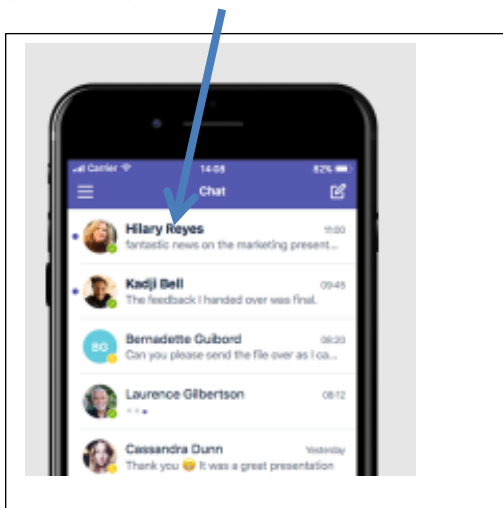 Carrier 14:08 82%
Chat
Hilary Reyes 11:00
fantastic news on the marketing present...
Kadji Bell 09:45
The feedback I handed over was final.
BG
Bernadette Guibord 08:20
Can you please send the file over as I ca...
Laurence Gilbertson 08:12
Cassandra Dunn Yesterday
Thank you 😄 It was a great presentation